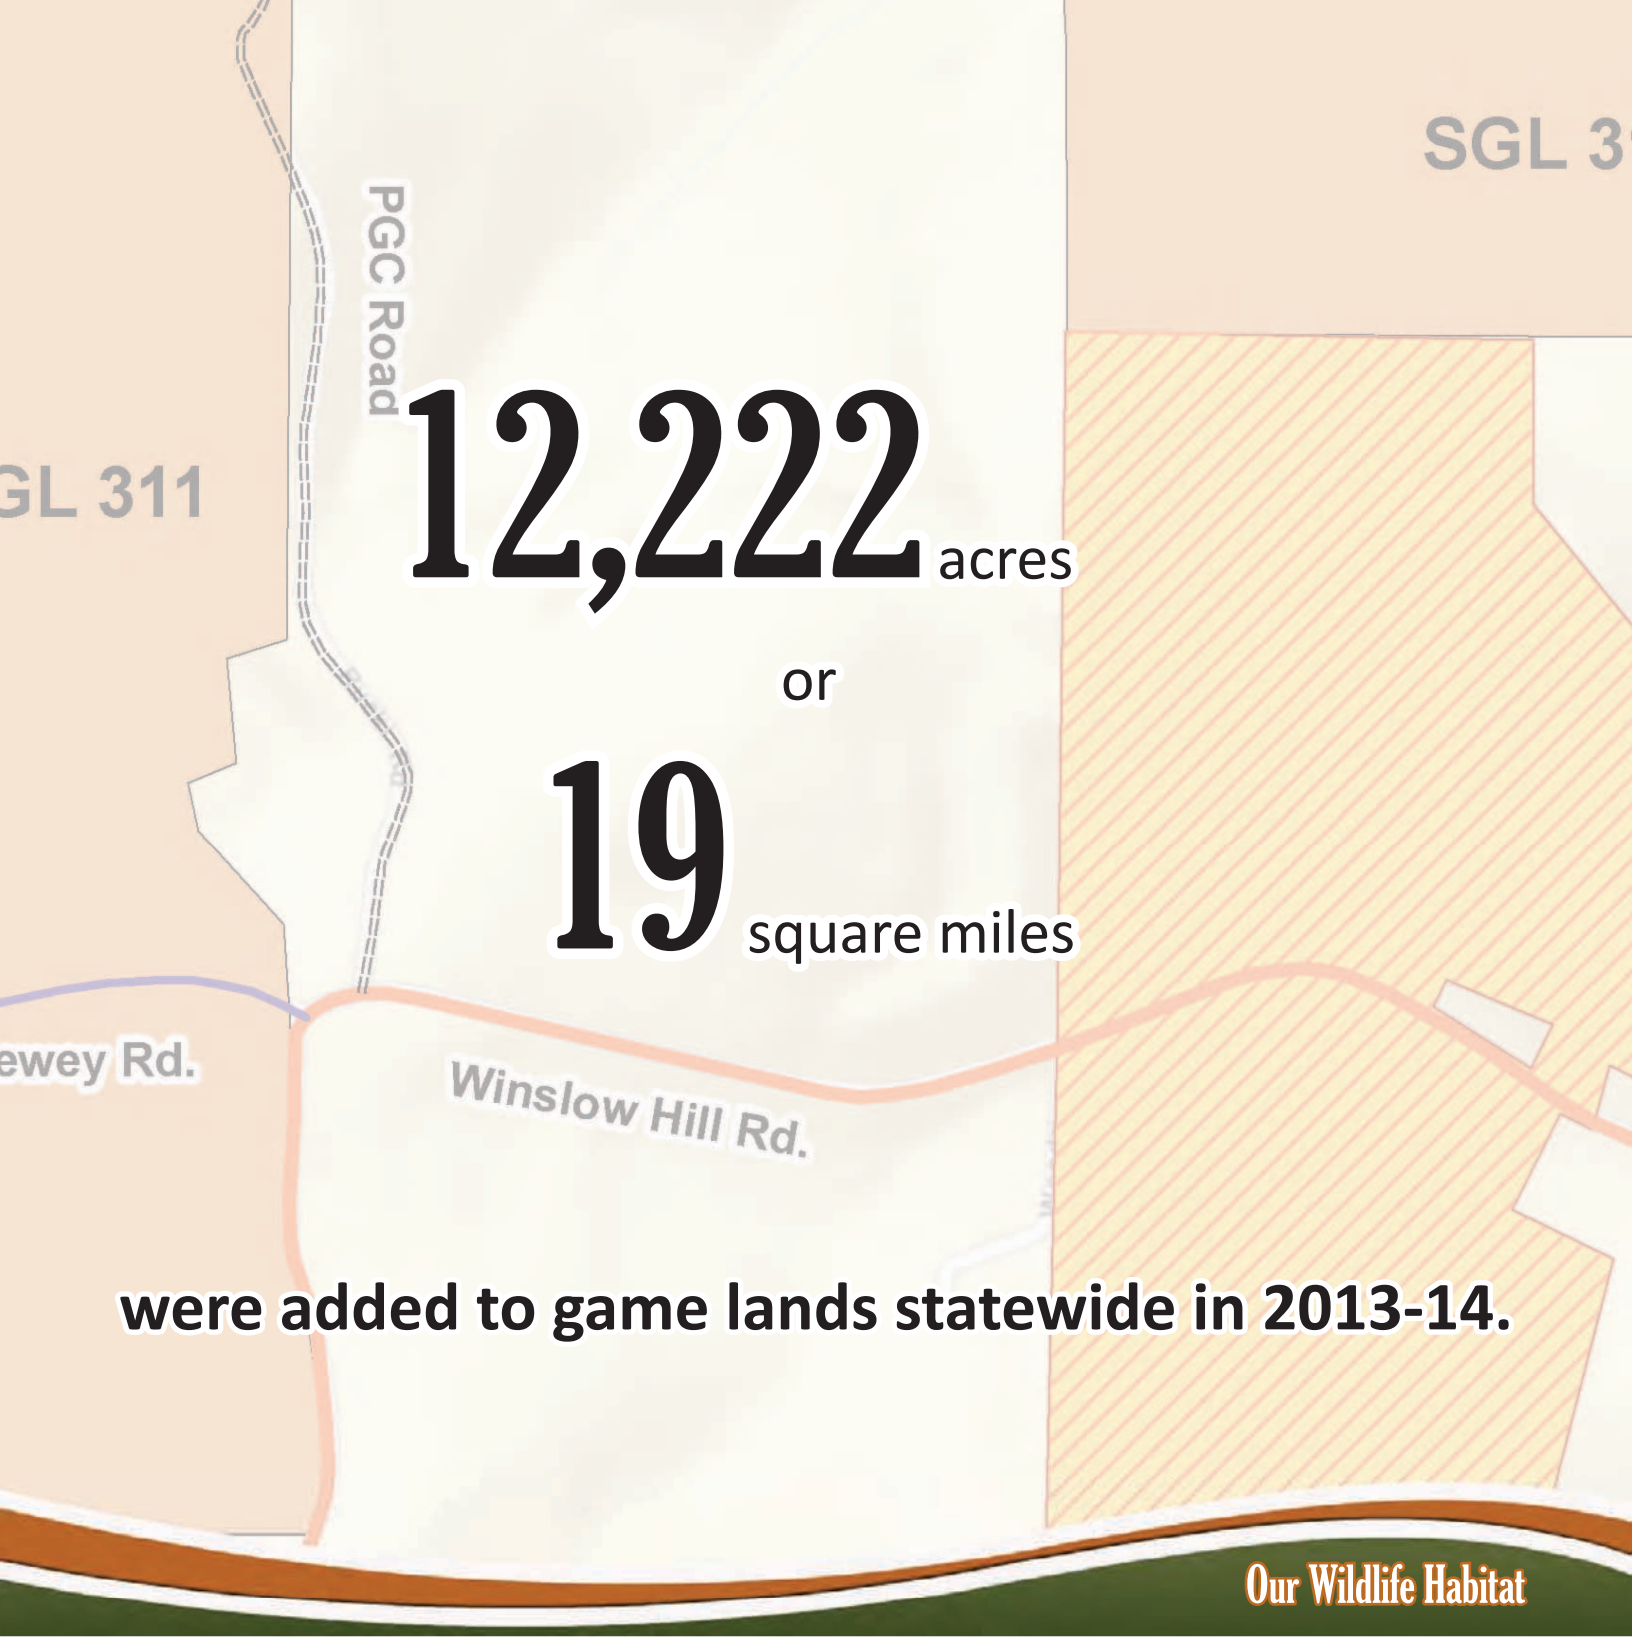 SGL 31
PGC Road
GL 311
12,222 acres
or
19 square miles
ewey Rd.
Winslow Hill Rd.
were added to game lands statewide in 2013-14.
Our Wildlife Habitat